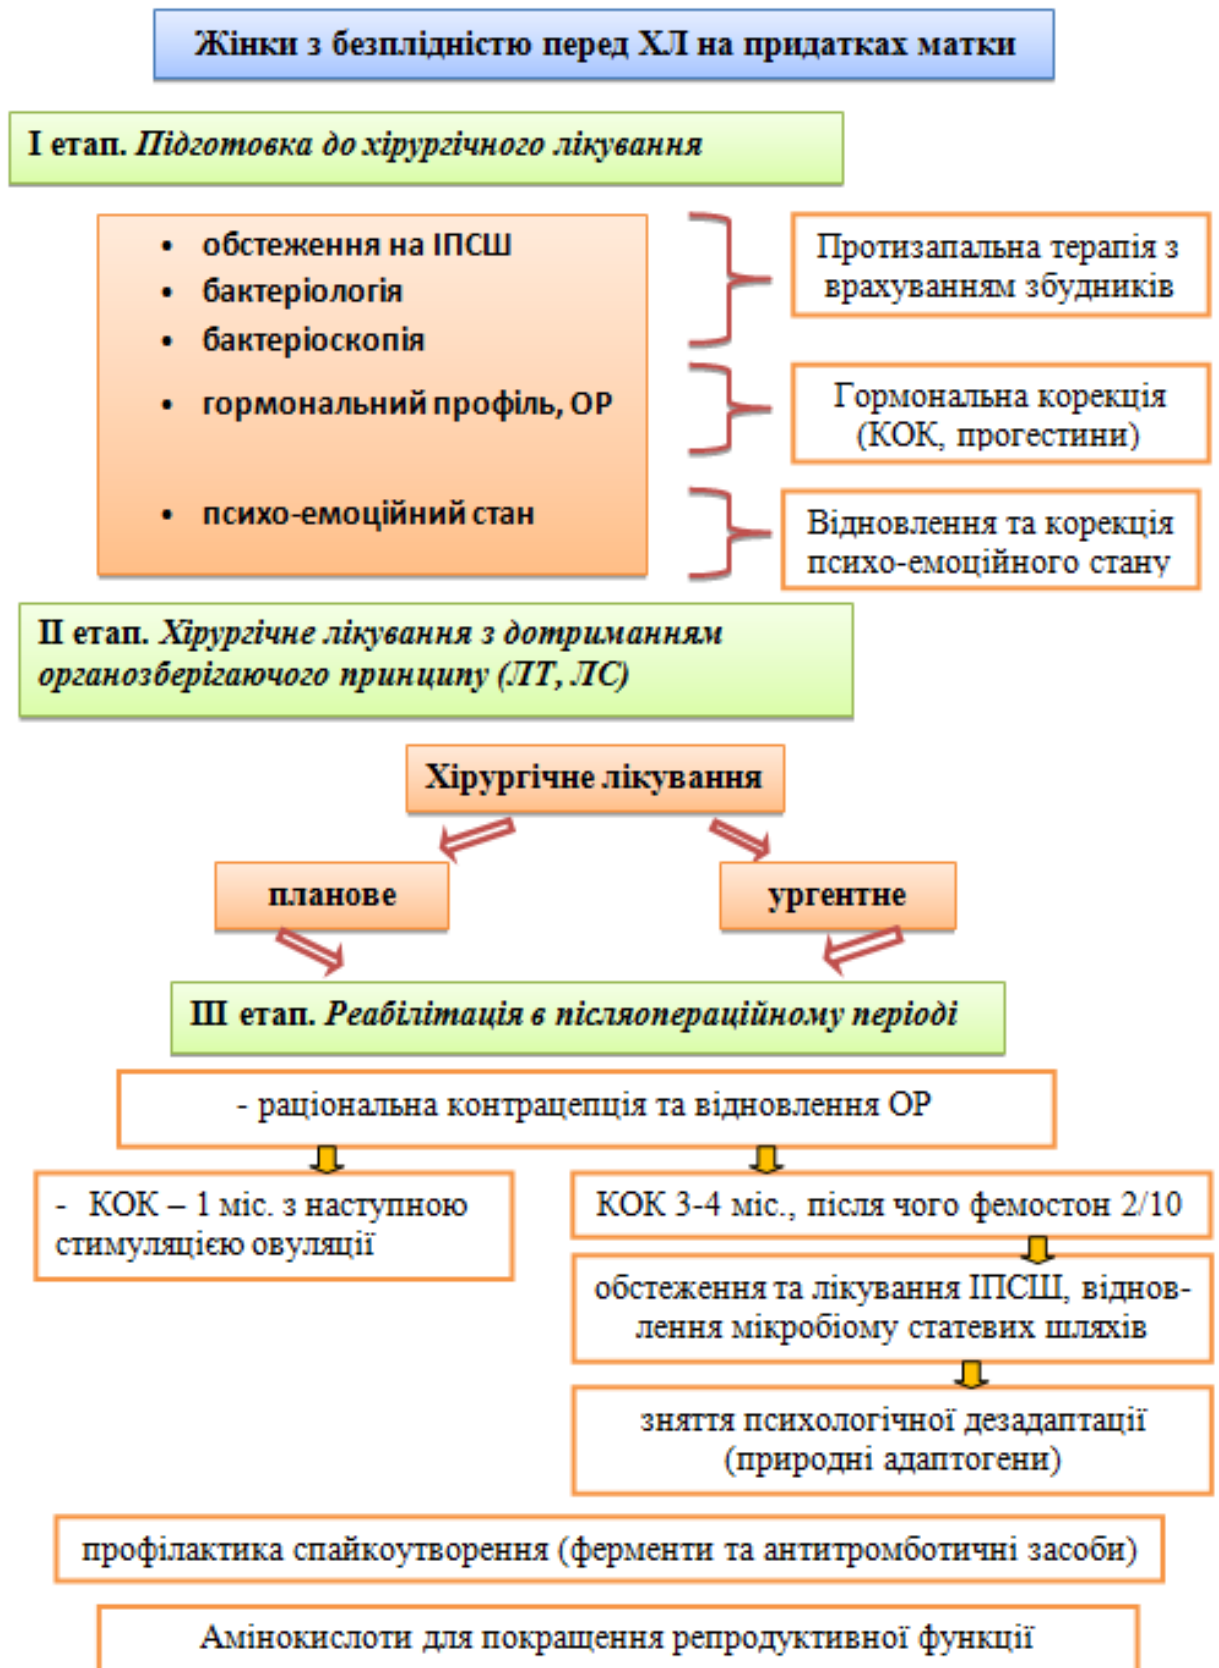 Жінки з безплідністю перед ХЛ на придатках матки
І етап. Підготовка до хірургічного лікування
• обстеження на ІПСШ
• бактеріологія
• бактеріоскопія
Протизапальна терапія з
врахуванням збудників
• гормональний профіль, ОР
Гормональна корекція
(КОК, прогестини)
• психо-емоційний стан
Відновлення та корекція
психо-емоційного стану
ІІ етап. Хірургічне лікування з дотриманням
органозберігаючого принципу (ЛТ, ЛС)
Хірургічне лікування
планове
ургентне
ІІІ етап. Реабілітація в післяопераційному періоді
- раціональна контрацепція та відновлення ОР
- КОК – 1 міс. з наступною
стимуляцією овуляції
КОК 3-4 міс., після чого фемостон 2/10
обстеження та лікування ІПСШ, віднов-
лення мікробіому статевих шляхів
зняття психологічної дезадаптації
(природні адаптогени)
профілактика спайкоутворення (ферменти та антитромботичні засоби)
Амінокислоти для покращення репродуктивної функції